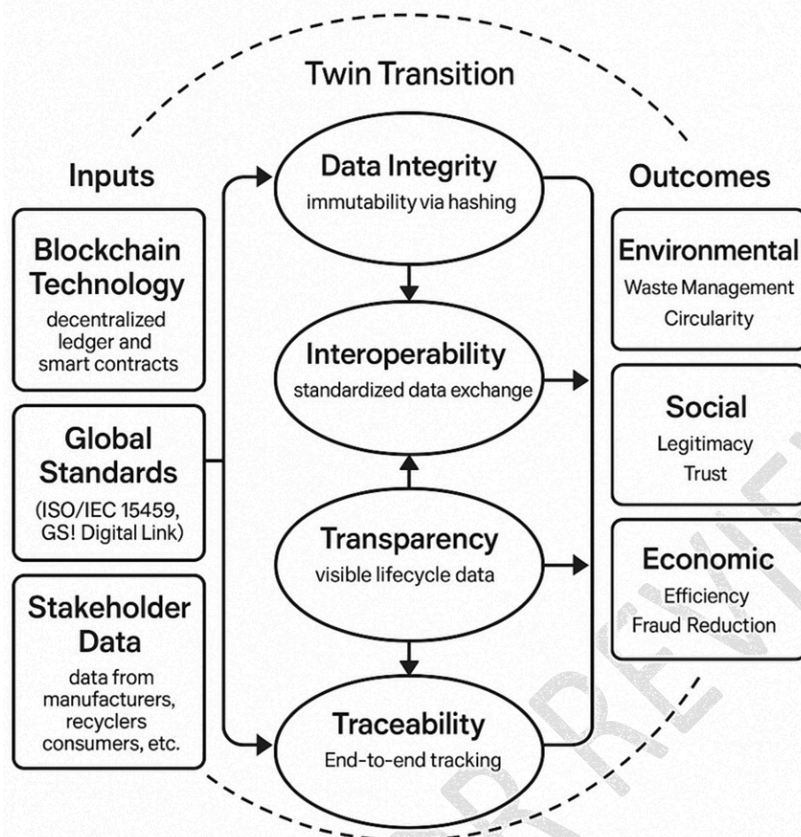 Twin Transition
Inputs
Blockchain
Technology
decentralized
ledger and
smart contracts
Global
Standards
(ISO/IEC 15459,
GS! Digital Link)
Stakeholder
Data
data from
manufacturers,
recyclers
consumers, etc.
Data Integrity
immutability via hashing
Interoperability
standardized data exchange
Transparency
visible lifecycle data
Traceability
End-to-end tracking
Outcomes
Environmental
Waste Management
Circularity
Social
Legitimacy
Trust
Economic
Efficiency
Fraud Reduction
R REVIE